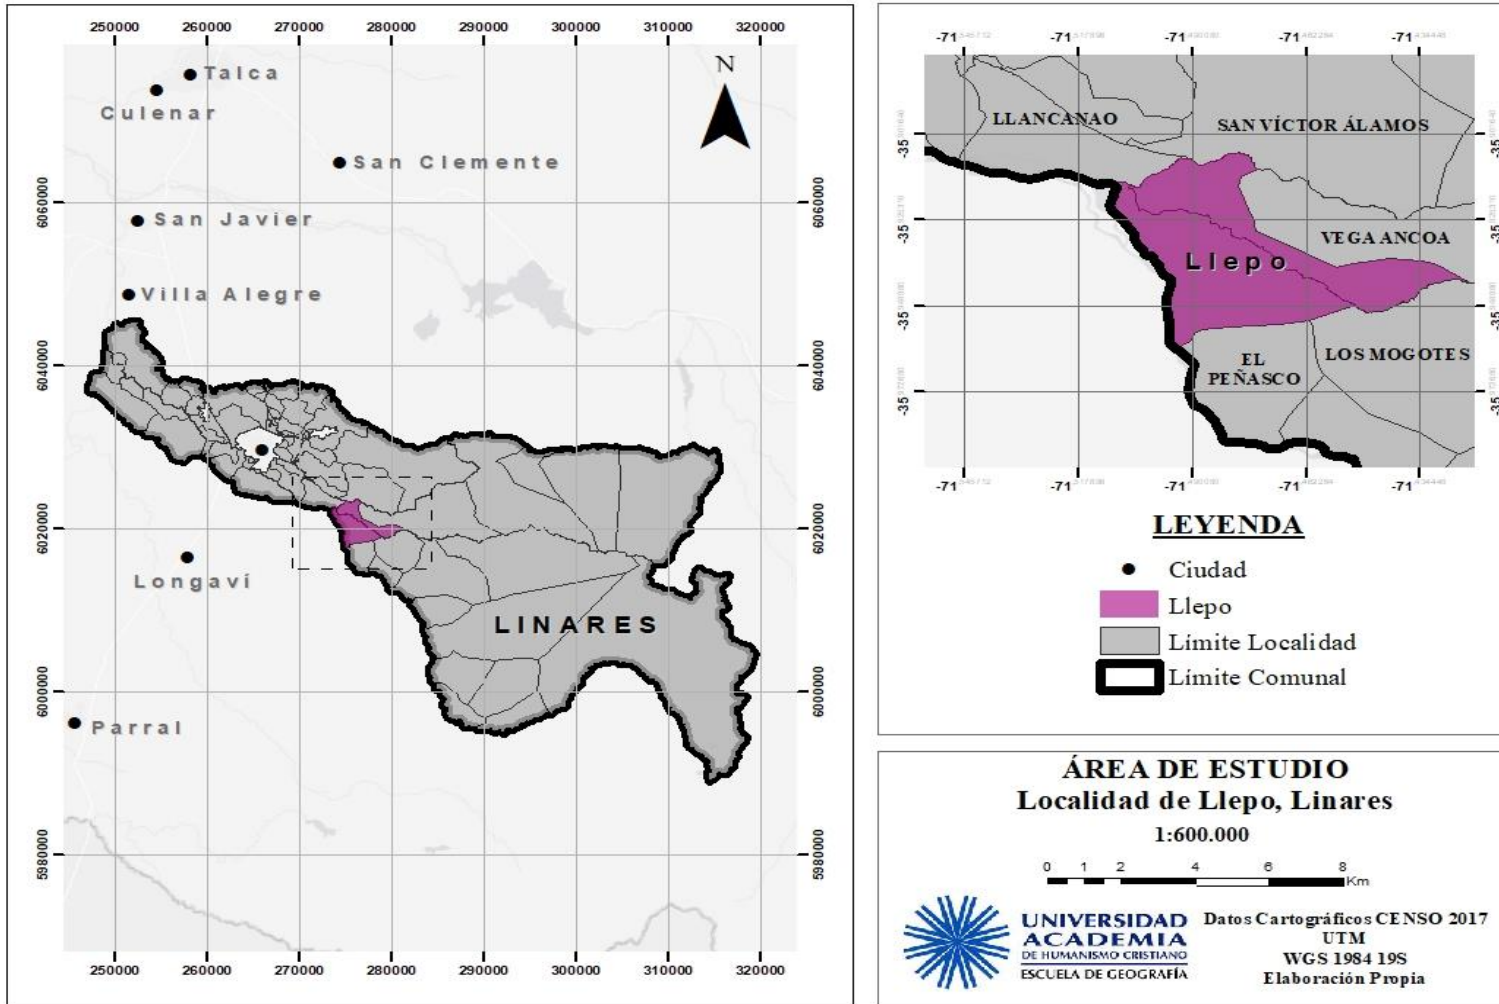 250000 260000 270000 280000 290000 300000 310000 320000
N
Talca
Culenar
San Clemente
6060000 6060000
San Javier
Villa Alegre
6040000 6040000
6020000 6020000
Longaví
LINARES
6000000 6000000
Parral
5980000 5980000
250000 260000 270000 280000 290000 300000 310000 320000
-71 -71 -71 -71 -71
LLANCANAO
SAN VÍCTOR ÁLAMOS
-35 -35
-35 -35
VEGA ANCOA
Llepo
-35 -35
EL
PEÑASCO
LOS MOGOTES
-35 -35
-71 -71 -71 -71 -71
LEYENDA
Ciudad
Llepo
Límite Localidad
Límite Comunal
ÁREA DE ESTUDIO
Localidad de Llepo, Linares
1:600.000
0 1 2 4 6 8
Km
UNIVERSIDAD
ACADEMIA
DE HUMANISMO CRISTIANO
ESCUELA DE GEOGRAFÍA
Datos Cartográficos CENSO 2017
UTM
WGS 1984 19S
Elaboración Propia